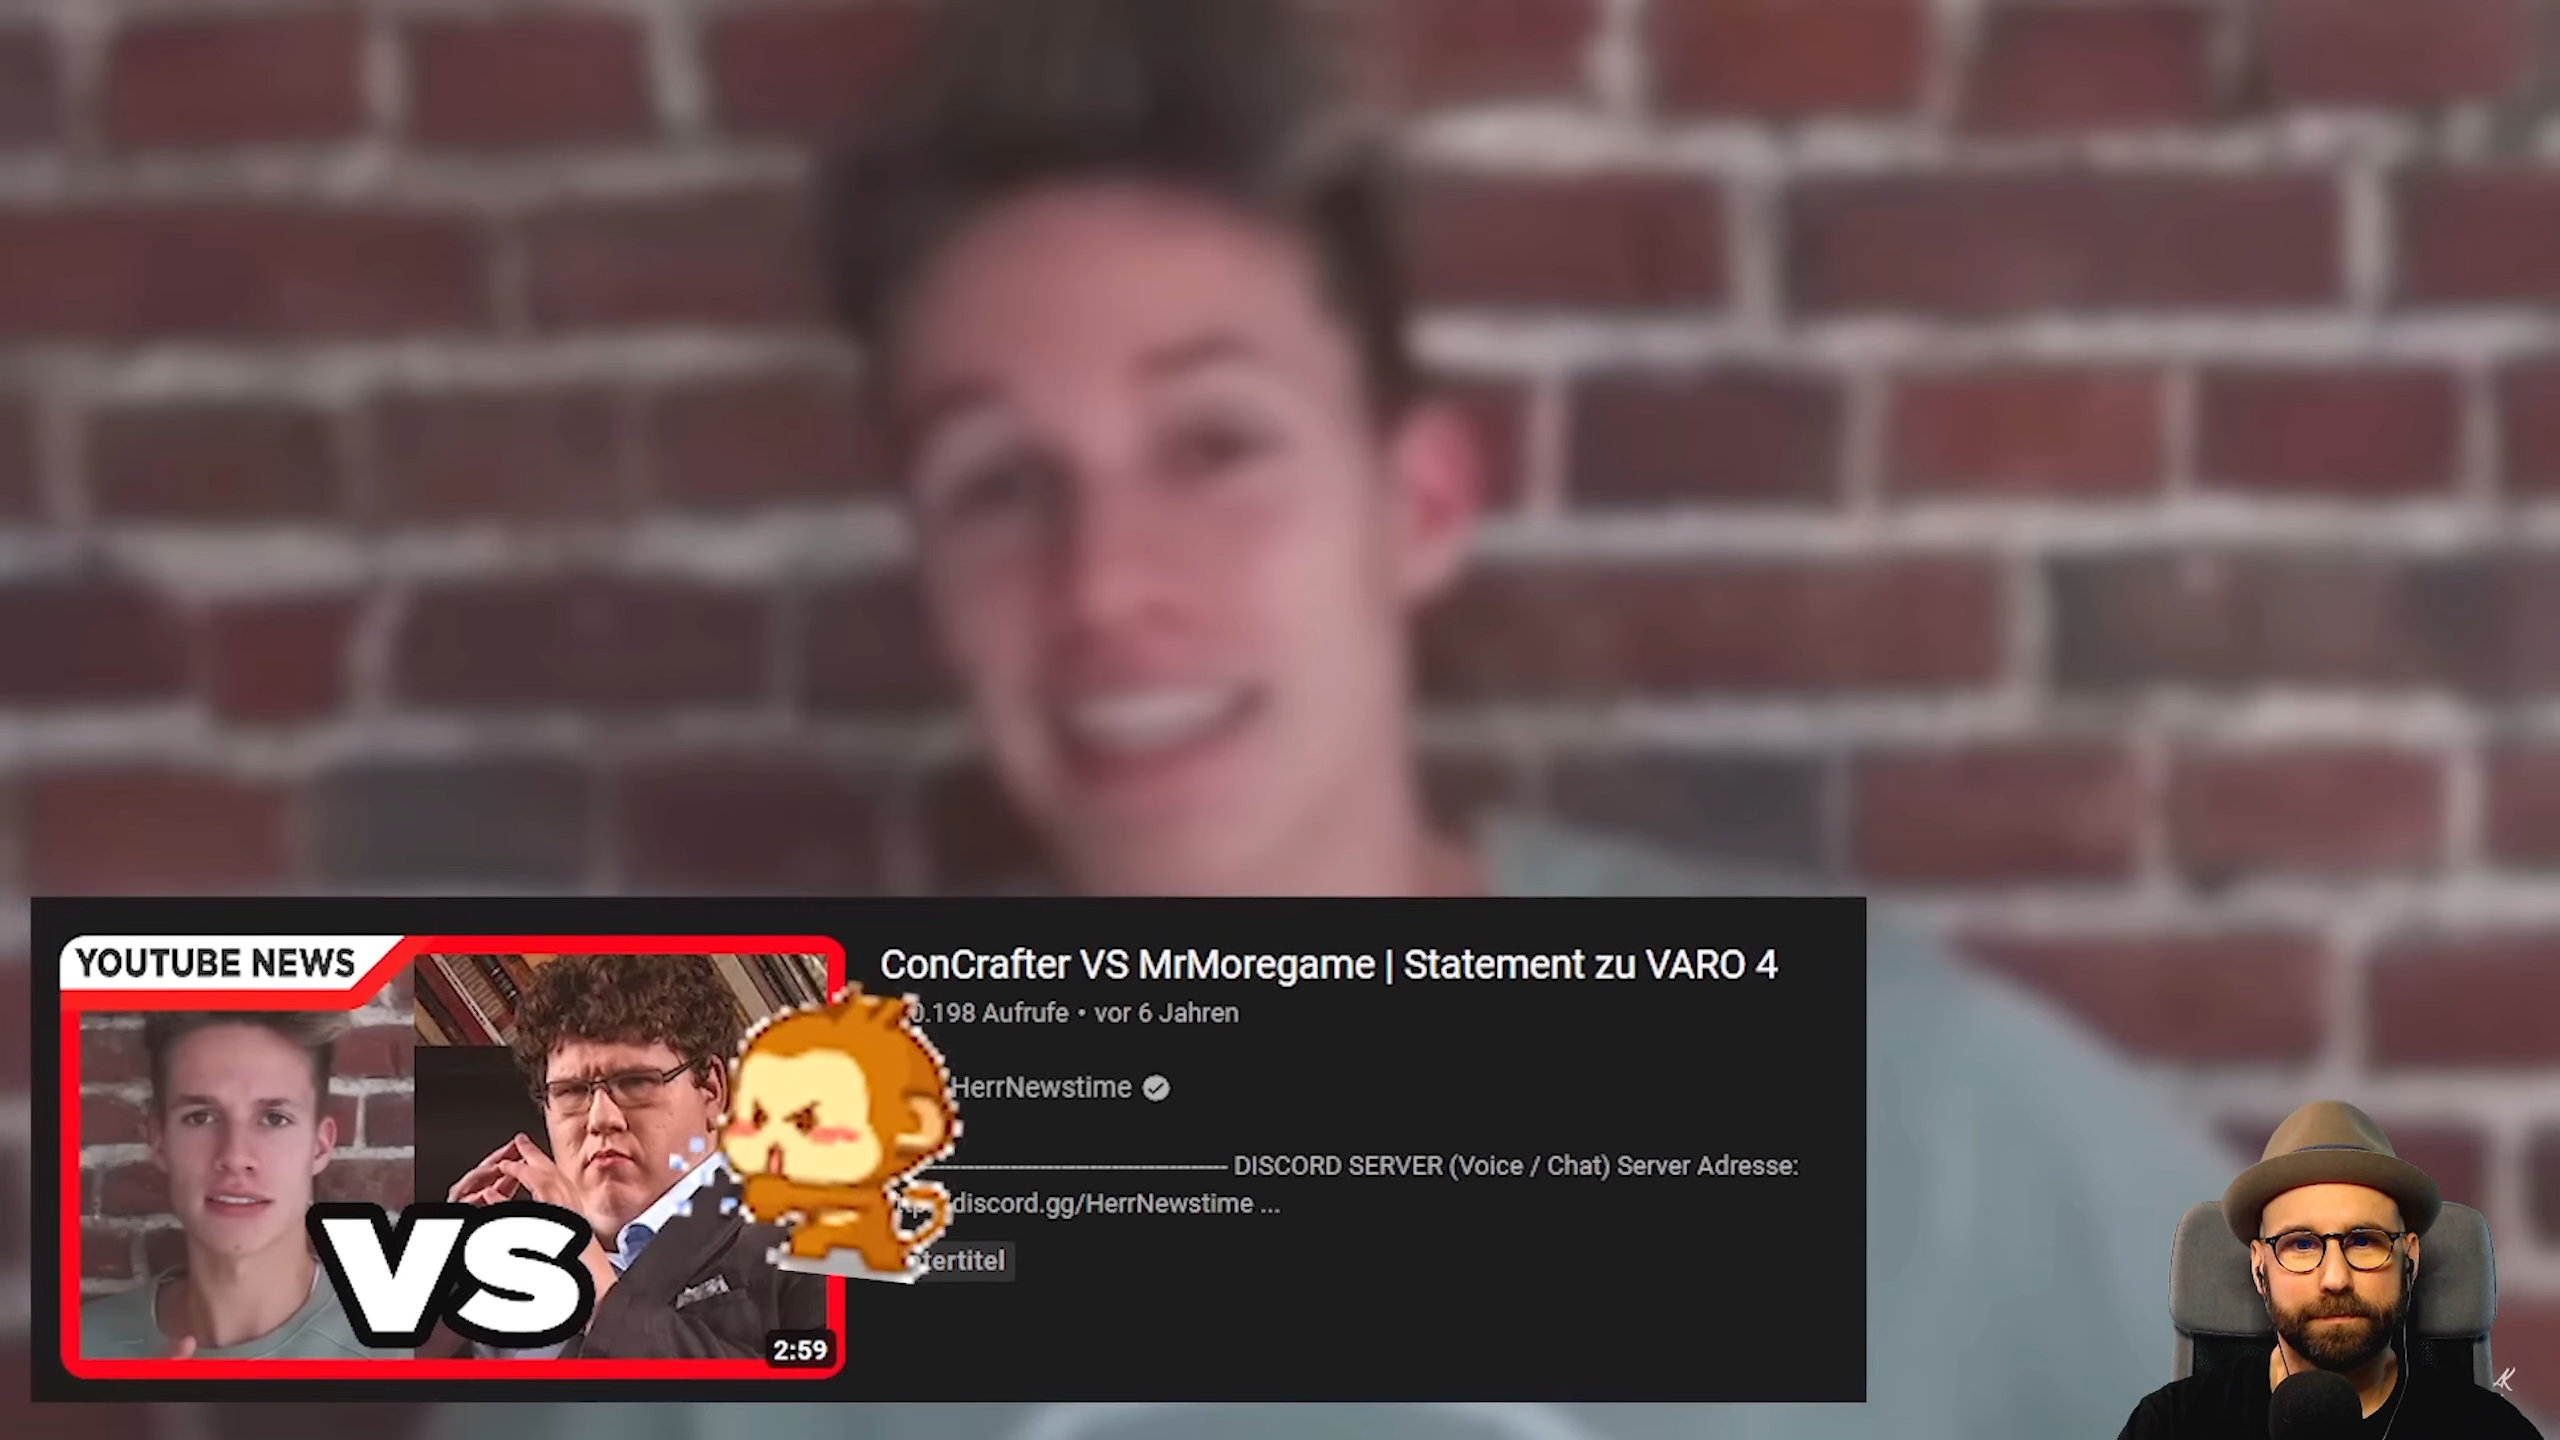 YOUTUBE NEWS
VS
2:59
ConCrafter VS MrMoregame | Statement zu VARO 4
0.198 Aufrufe • vor 6 Jahren
HerrNewstime
DISCORD SERVER (Voice / Chat) Server Adresse:
discord.gg/HerrNewstime ...
tertitel
AK